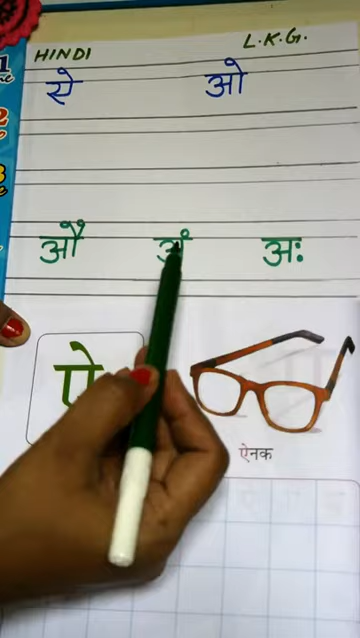 HINDI L.K.G.
से ओ
औ अं अः
ऐ
ऐनक